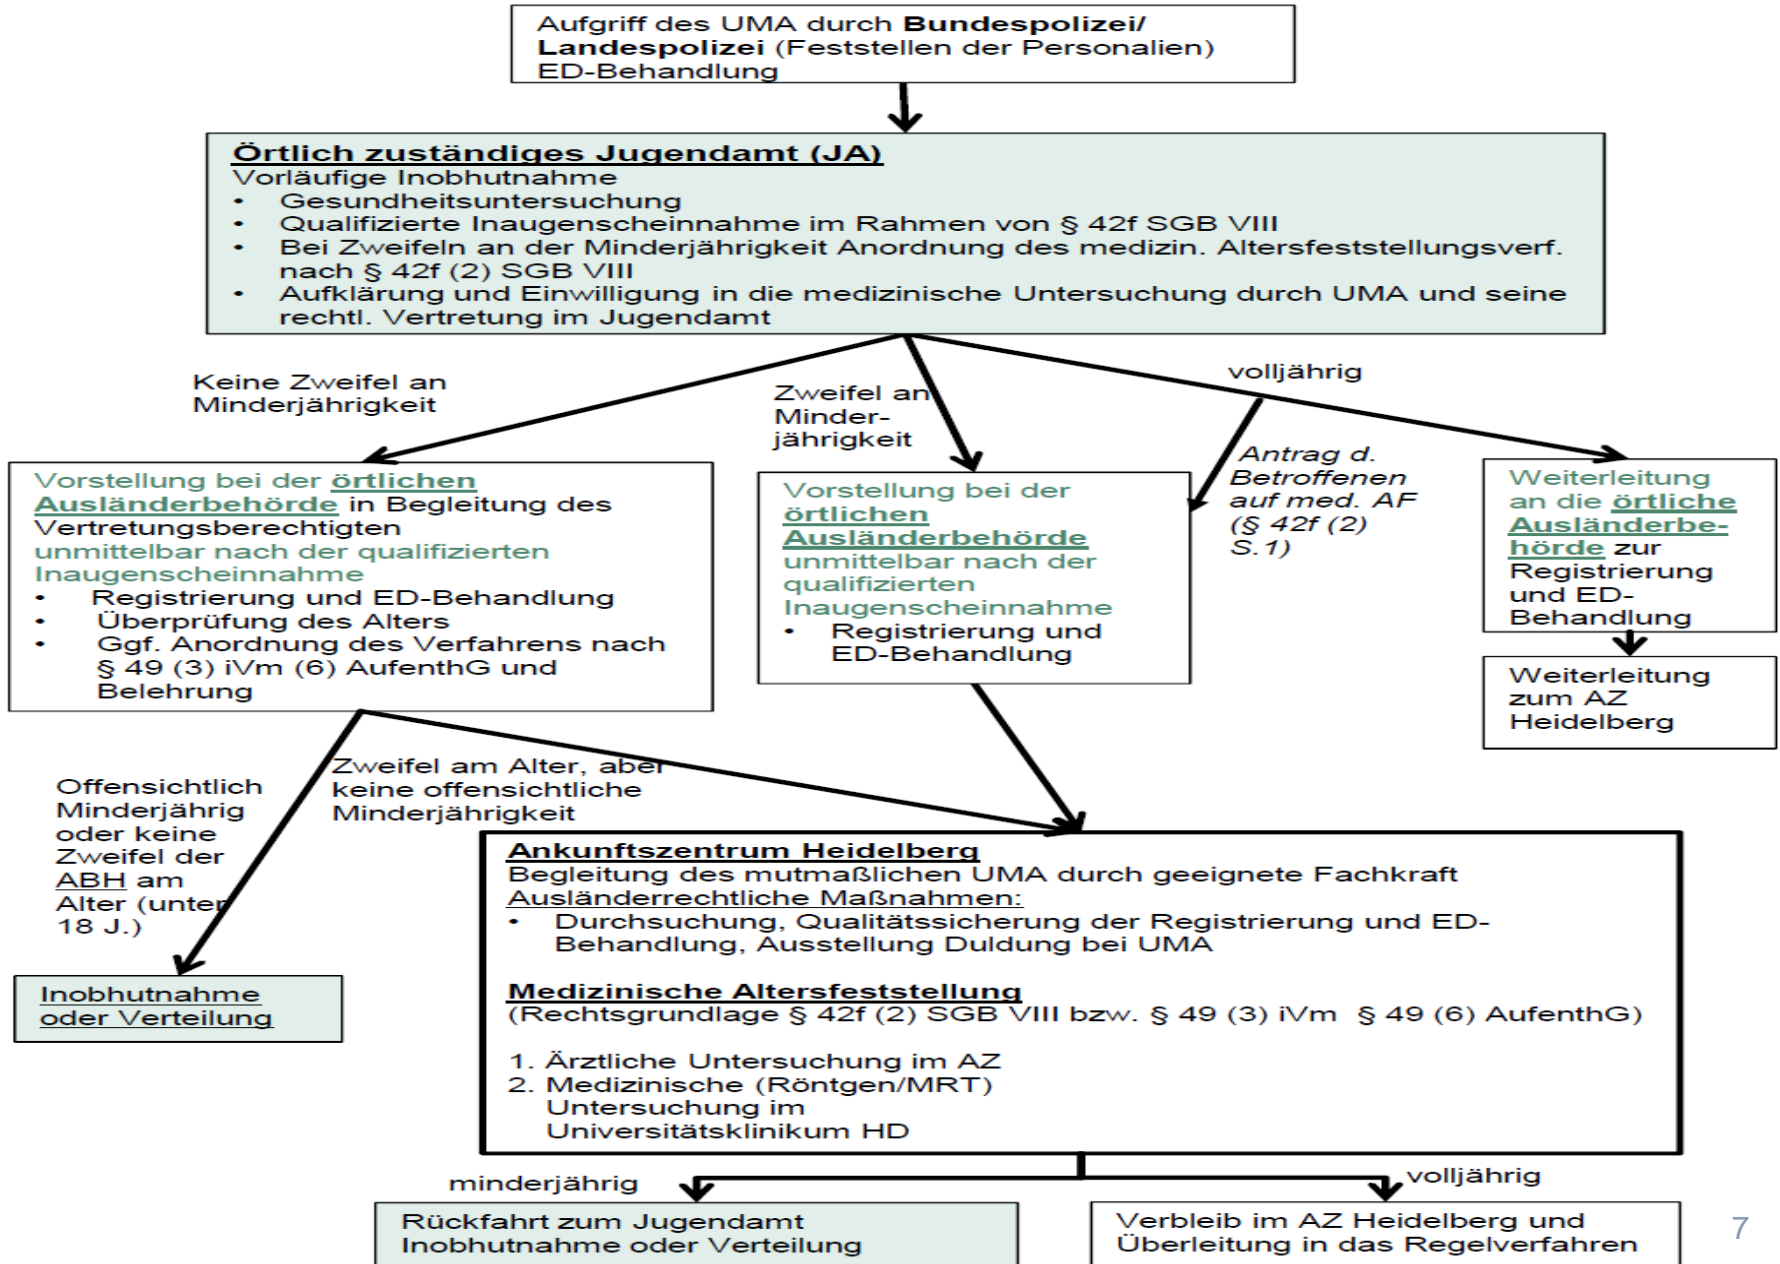 Aufgriff des UMA durch Bundespolizei/
Landespolizei (Feststellen der Personalien)
ED-Behandlung
Örtlich zuständiges Jugendamt (JA)
Vorläufige Inobhutnahme
• Gesundheitsuntersuchung
• Qualifizierte Inaugenscheinnahme im Rahmen von § 42f SGB VIII
• Bei Zweifeln an der Minderjährigkeit Anordnung des medizin. Altersfeststellungsverf.
nach § 42f (2) SGB VIII
• Aufklärung und Einwilligung in die medizinische Untersuchung durch UMA und seine
rechtl. Vertretung im Jugendamt
Keine Zweifel an
Minderjährigkeit
Zweifel an
Minder-
jährigkeit
volljährig
Antrag d.
Betroffenen
auf med. AF
(§ 42f (2)
S.1)
Vorstellung bei der örtlichen
Ausländerbehörde in Begleitung des
Vertretungsberechtigten
unmittelbar nach der qualifizierten
Inaugenscheinnahme
• Registrierung und ED-Behandlung
• Überprüfung des Alters
• Ggf. Anordnung des Verfahrens nach
§ 49 (3) iVm (6) AufenthG und
Belehrung
Vorstellung bei der
örtlichen
Ausländerbehörde
unmittelbar nach der
qualifizierten
Inaugenscheinnahme
• Registrierung und
ED-Behandlung
Weiterleitung
an die örtliche
Ausländerbe-
hörde zur
Registrierung
und ED-
Behandlung
Weiterleitung
zum AZ
Heidelberg
Offensichtlich
Minderjährig
oder keine
Zweifel der
ABH am
Alter (unter
18 J.)
Zweifel am Alter, aber
keine offensichtliche
Minderjährigkeit
Inobhutnahme
oder Verteilung
Ankunftszentrum Heidelberg
Begleitung des mutmaßlichen UMA durch geeignete Fachkraft
Ausländerrechtliche Maßnahmen:
• Durchsuchung, Qualitätssicherung der Registrierung und ED-
Behandlung, Ausstellung Duldung bei UMA
Medizinische Altersfeststellung
(Rechtsgrundlage § 42f (2) SGB VIII bzw. § 49 (3) iVm § 49 (6) AufenthG)
1. Ärztliche Untersuchung im AZ
2. Medizinische (Röntgen/MRT)
Untersuchung im
Universitätsklinikum HD
minderjährig
volljährig
Rückfahrt zum Jugendamt
Inobhutnahme oder Verteilung
Verbleib im AZ Heidelberg und
Überleitung in das Regelverfahren
7